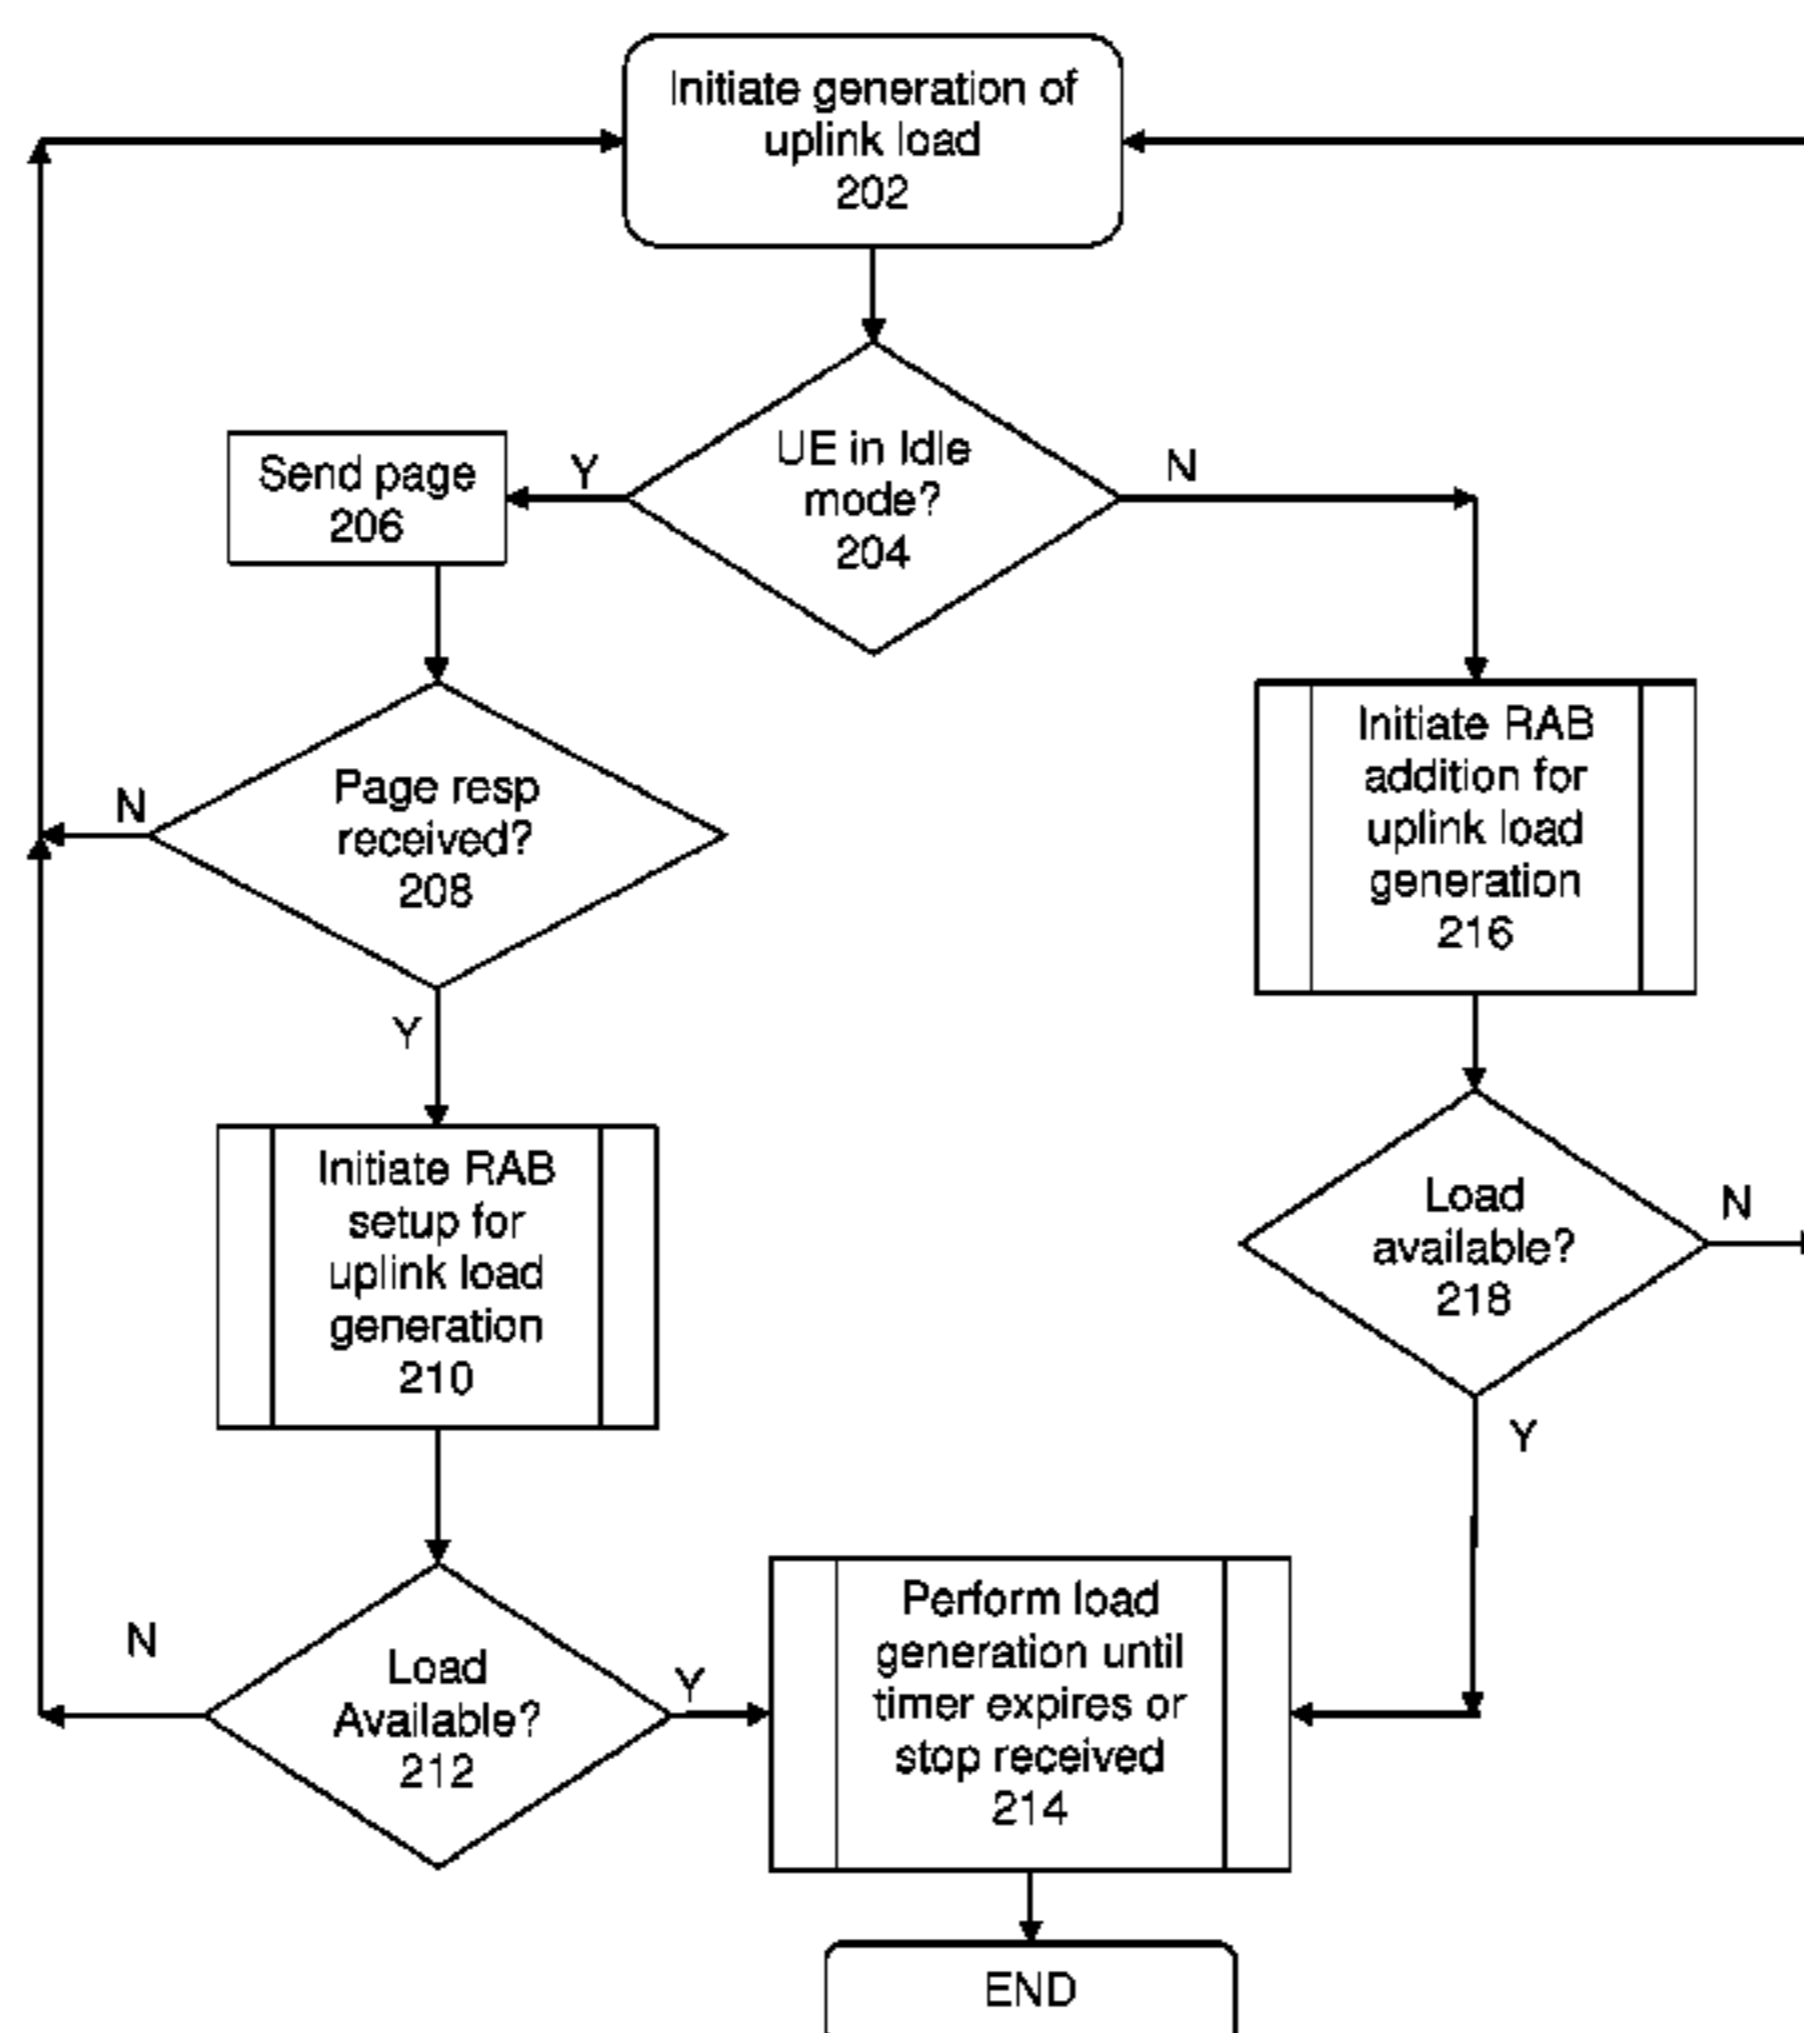 Initiate generation of
uplink load
202
UE in Idle
mode?
204
Y
N
Send page
206
Page resp
received?
208
N
Y
Initiate RAB
addition for
uplink load
generation
216
Initiate RAB
setup for
uplink load
generation
210
Load
available?
218
N
Y
Load
Available?
212
N
Y
Perform load
generation until
timer expires or
stop received
214
END